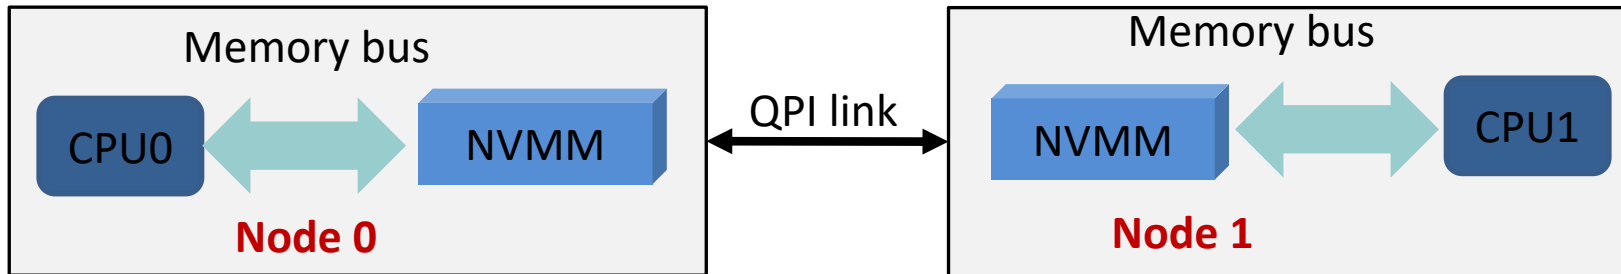 Memory bus
CPU0
NVMM
Node 0
QPI link
Memory bus
NVMM
CPU1
Node 1